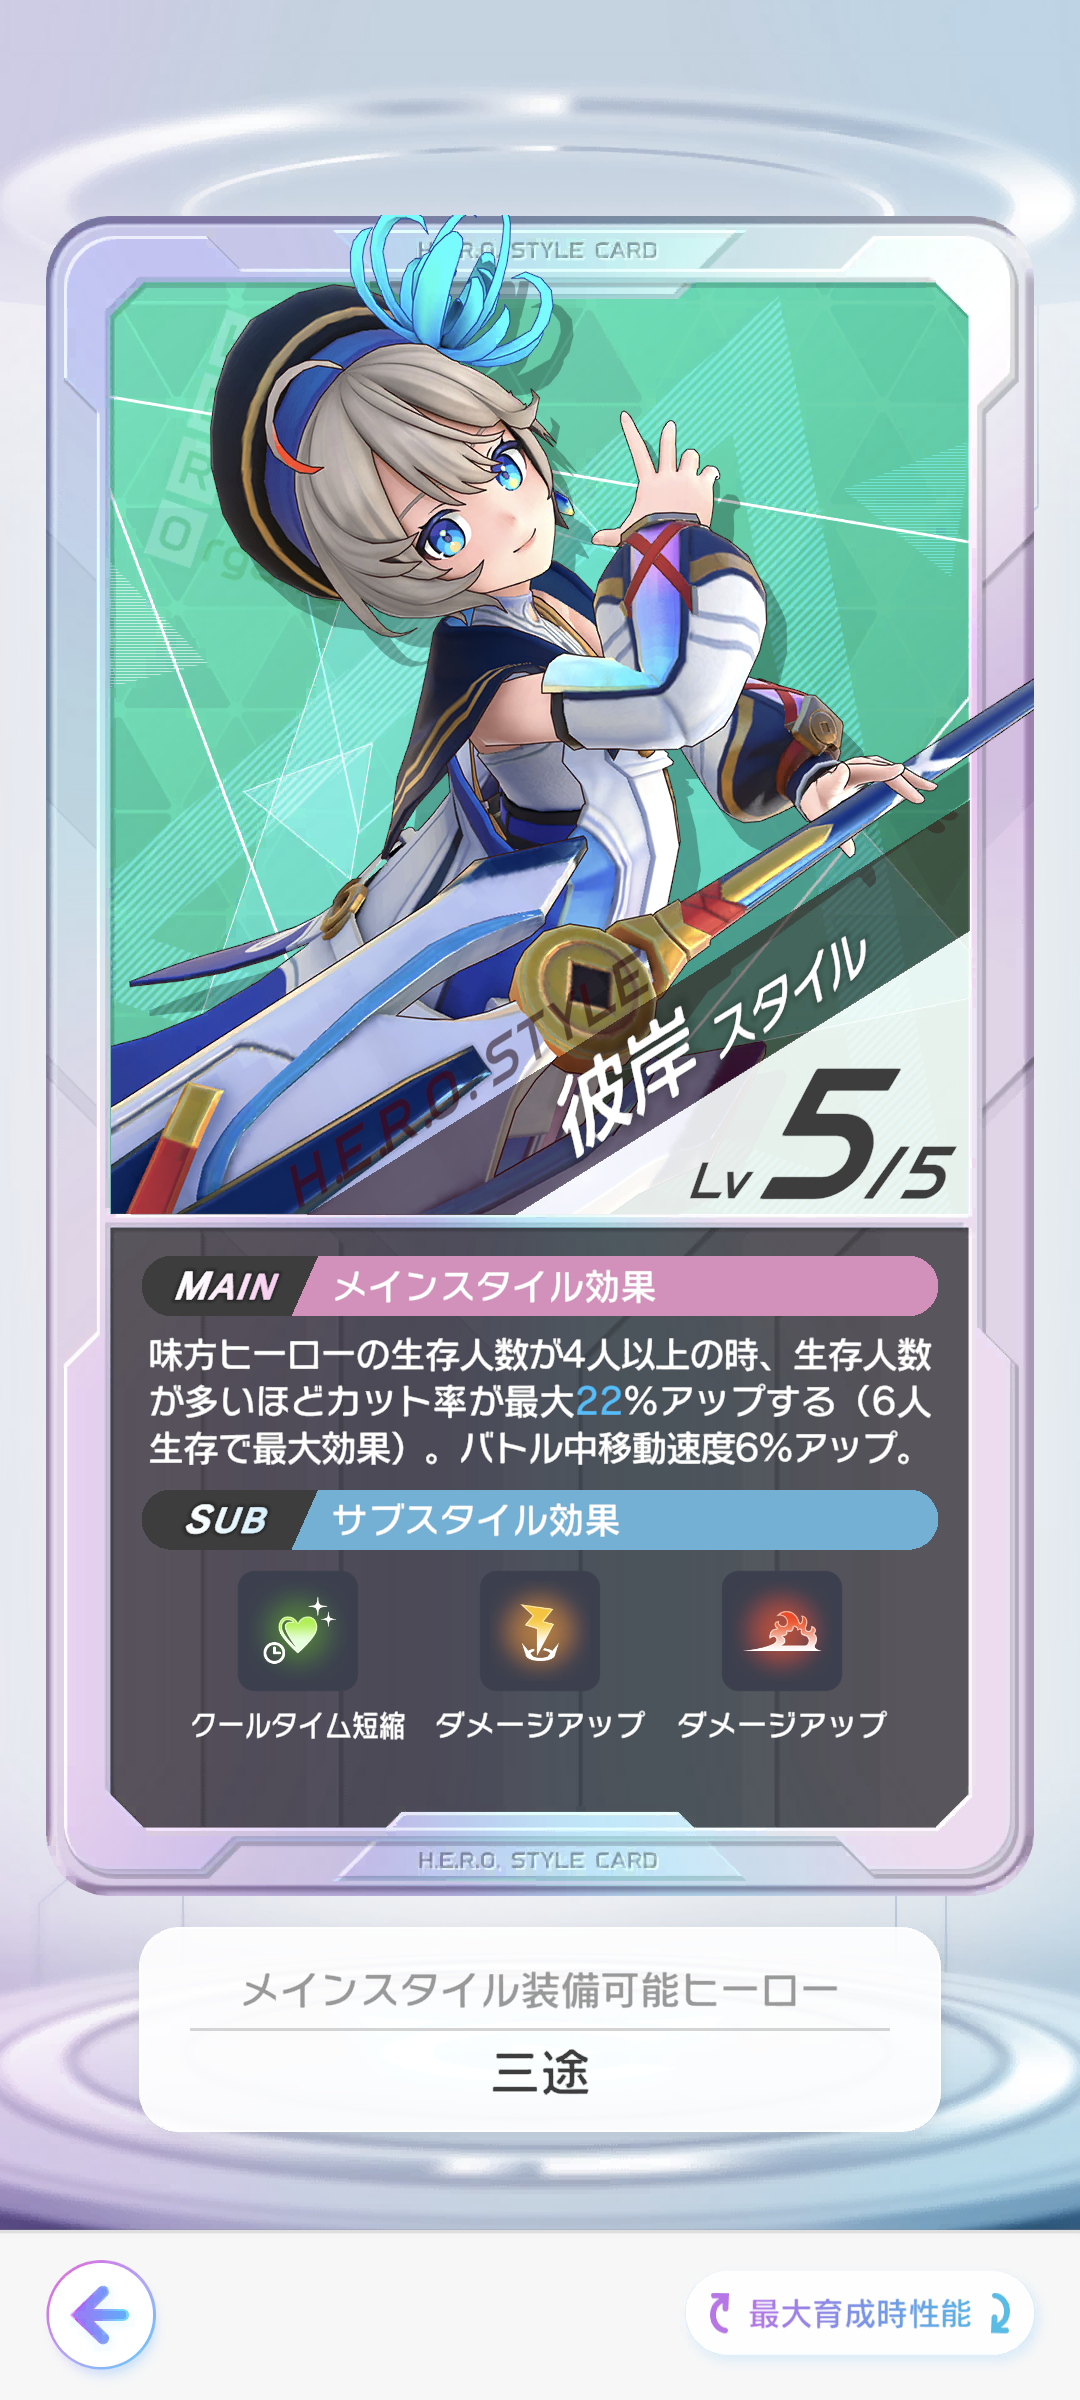 STYLE CARD
彼岸 スタイル
H.E.R.O. STYLE
Lv 5/5
MAIN メインスタイル効果
味方ヒーローの生存人数が4人以上の時、生存人数
が多いほどカット率が最大22%アップする（6人
生存で最大効果）。バトル中移動速度6%アップ。
SUB サブスタイル効果
クールタイム短縮 ダメージアップ ダメージアップ
H.E.R.O. STYLE CARD
メインスタイル装備可能ヒーロー
三途
最大育成時性能